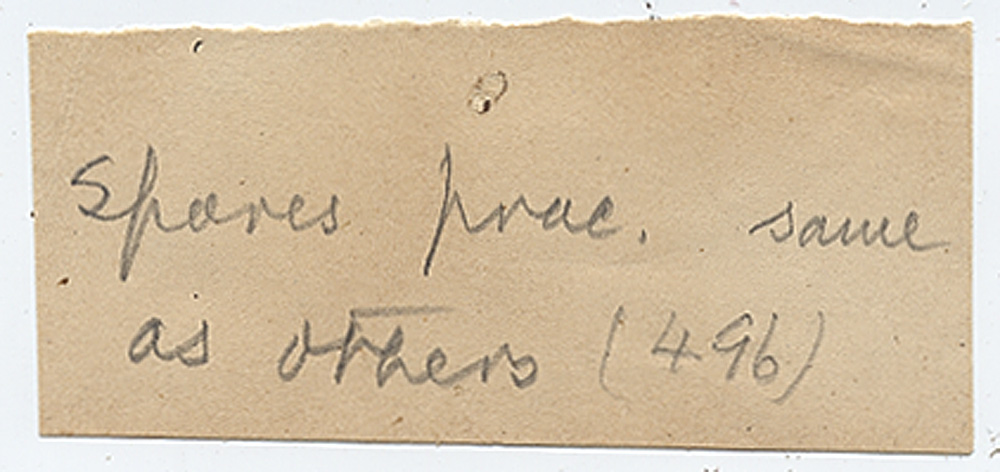 Spores prac. same
as others (496)